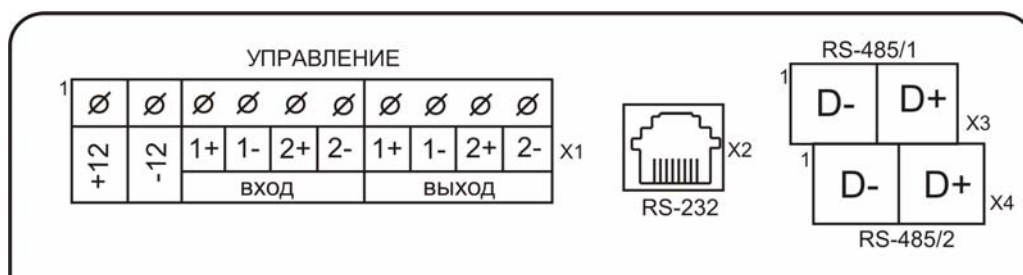 УПРАВЛЕНИЕ
1 ø ø ø ø ø ø ø ø ø ø
+12 -12 1+ 1- 2+ 2- 1+ 1- 2+ 2- X1
вход выход
X2
RS-232
RS-485/1
1 D- D+ X3
1 D- D+ X4
RS-485/2